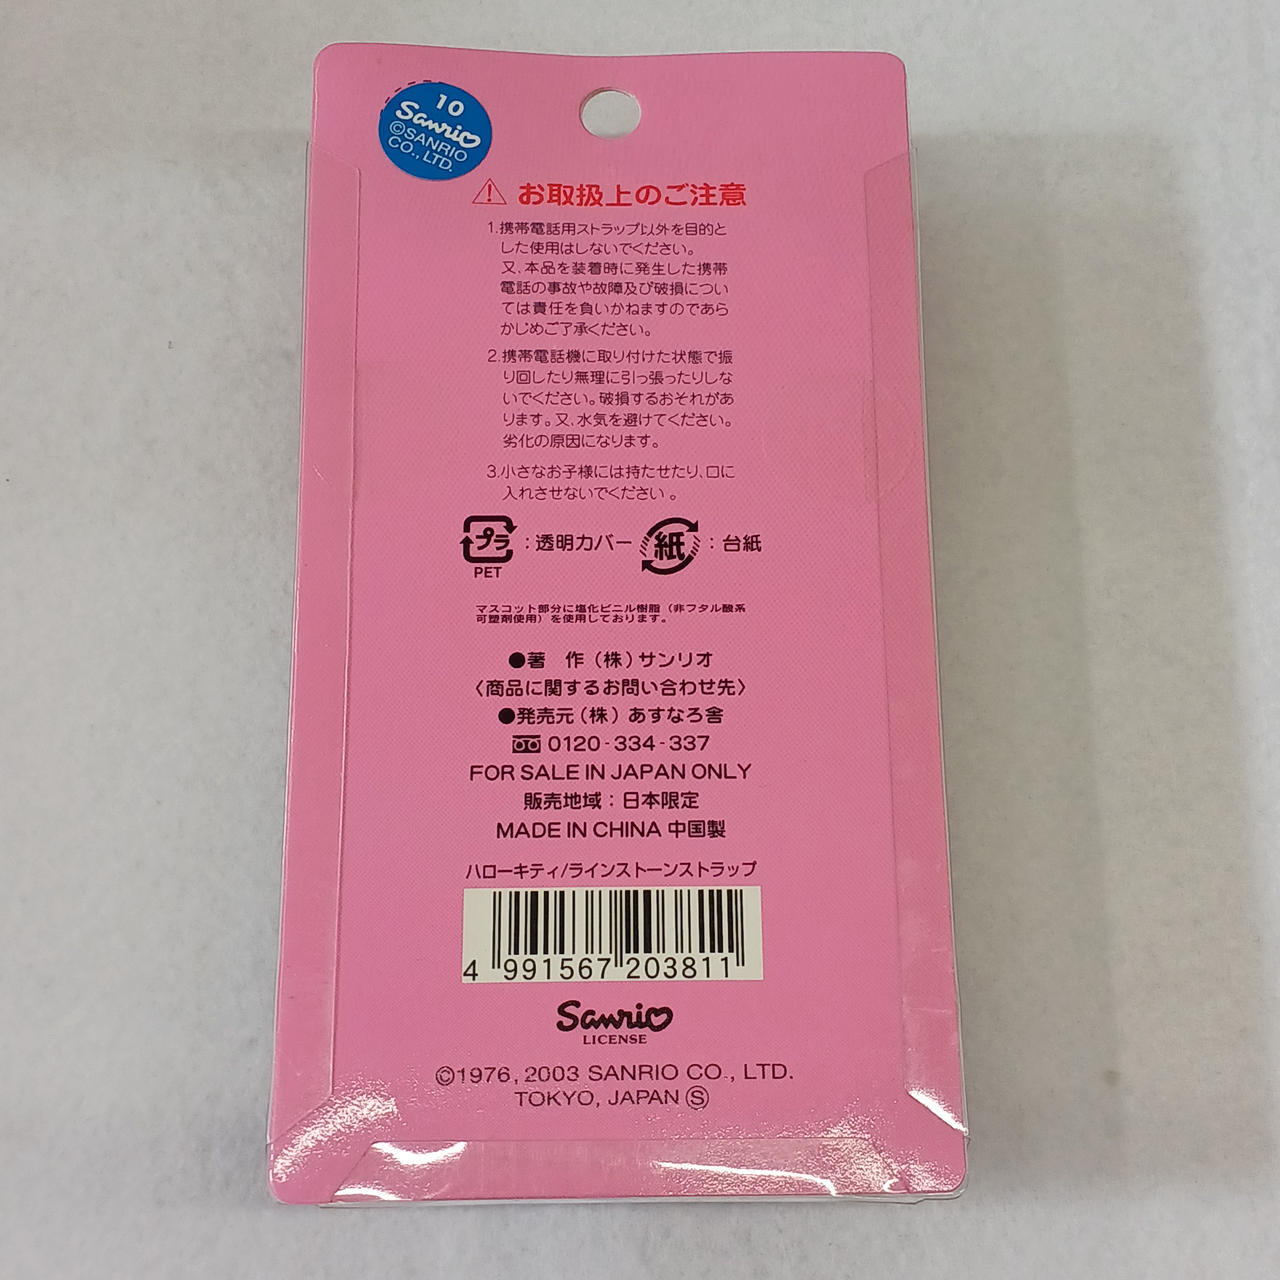 10
Sanrio
©SANRIO
CO., LTD.
⚠ お取扱上のご注意
1.携帯電話用ストラップ以外を目的と
した使用はしないでください。
又、本品を装着時に発生した携帯
電話の事故や故障及び破損につい
ては責任を負いかねますのであら
かじめご了承ください。
2.携帯電話機に取り付けた状態で振
り回したり無理に引っ張ったりしな
いでください。破損するおそれがあ
ります。又、水気を避けてください。
劣化の原因になります。
3.小さなお子様には持たせたり、口に
入れさせないでください。
プラ PET : 透明カバー 紙 : 台紙
マスコット部分に塩化ビニル樹脂（非フタル酸系
可塑剤使用）を使用しております。
●著 作（株）サンリオ
〈商品に関するお問い合わせ先〉
●発売元（株）あすなろ舎
0120-334-337
FOR SALE IN JAPAN ONLY
販売地域：日本限定
MADE IN CHINA 中国製
ハローキティ/ラインストーンストラップ
4 991567 203811
Sanrio
LICENSE
©1976, 2003 SANRIO CO., LTD.
TOKYO, JAPAN Ⓢ